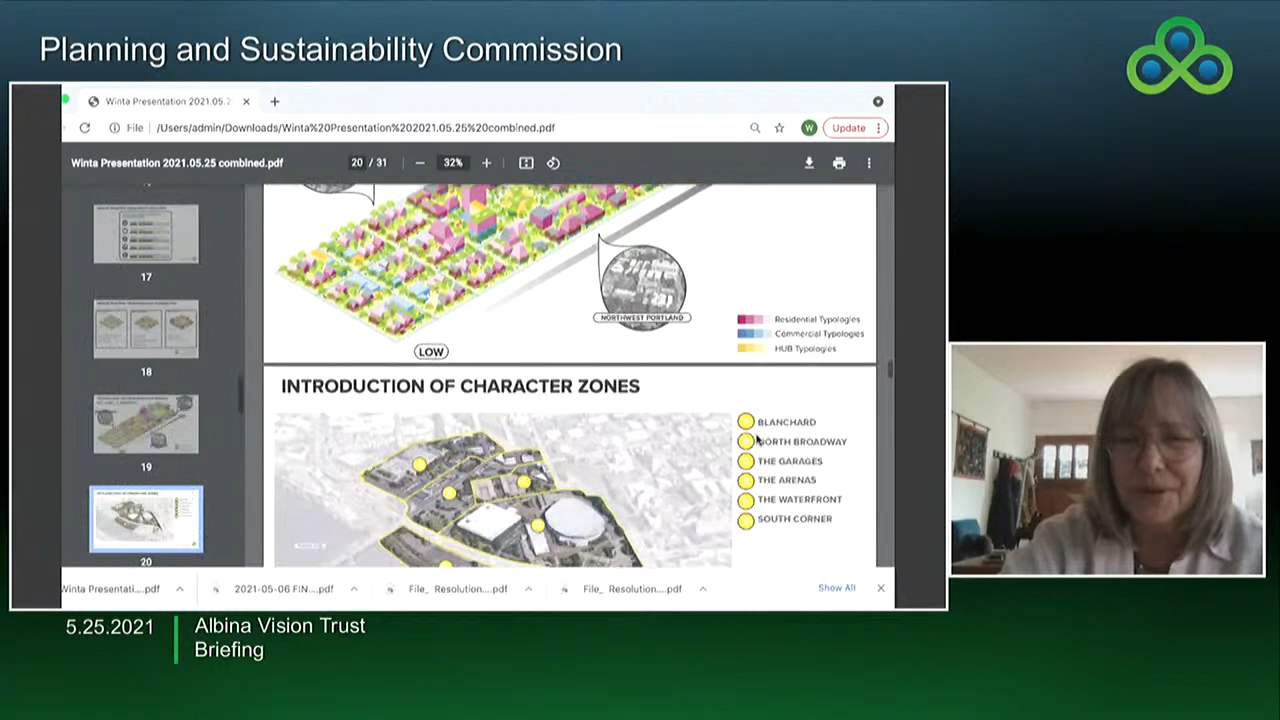 Planning and Sustainability Commission
Winta Presentation 2021.05.2
File /Users/admin/Downloads/Winta%20Presentation%202021.05.25%20combined.pdf
W
Update
Winta Presentation 2021.05.25 combined.pdf
20 / 31
32%
17
18
19
20
NORTHWEST PORTLAND
LOW
Residential Typologies
Commercial Typologies
HUB Typologies
INTRODUCTION OF CHARACTER ZONES
BLANCHARD
NORTH BROADWAY
THE GARAGES
THE ARENAS
THE WATERFRONT
SOUTH CORNER
Winta Presentati....pdf
2021-05-06 FIN....pdf
File_ Resolution....pdf
File_ Resolution....pdf
Show All
5.25.2021
Albina Vision Trust
Briefing